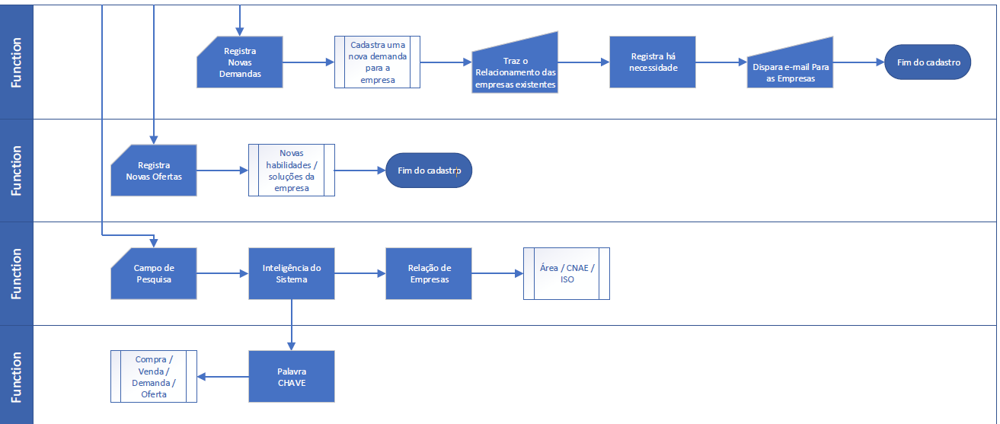 Function
Registra
Novas
Demandas
Cadastra uma
nova demanda
para a
empresa
Traz o
Relacionamento das
empresas existentes
Registra há
necessidade
Dispara e-mail Para
as Empresas
Fim do cadastro
Function
Registra
Novas Ofertas
Novas
habilidades /
soluções da
empresa
Fim do cadastro
Function
Campo de
Pesquisa
Inteligência do
Sistema
Relação de
Empresas
Área / CNAE /
ISO
Function
Compra /
Venda /
Demanda /
Oferta
Palavra
CHAVE